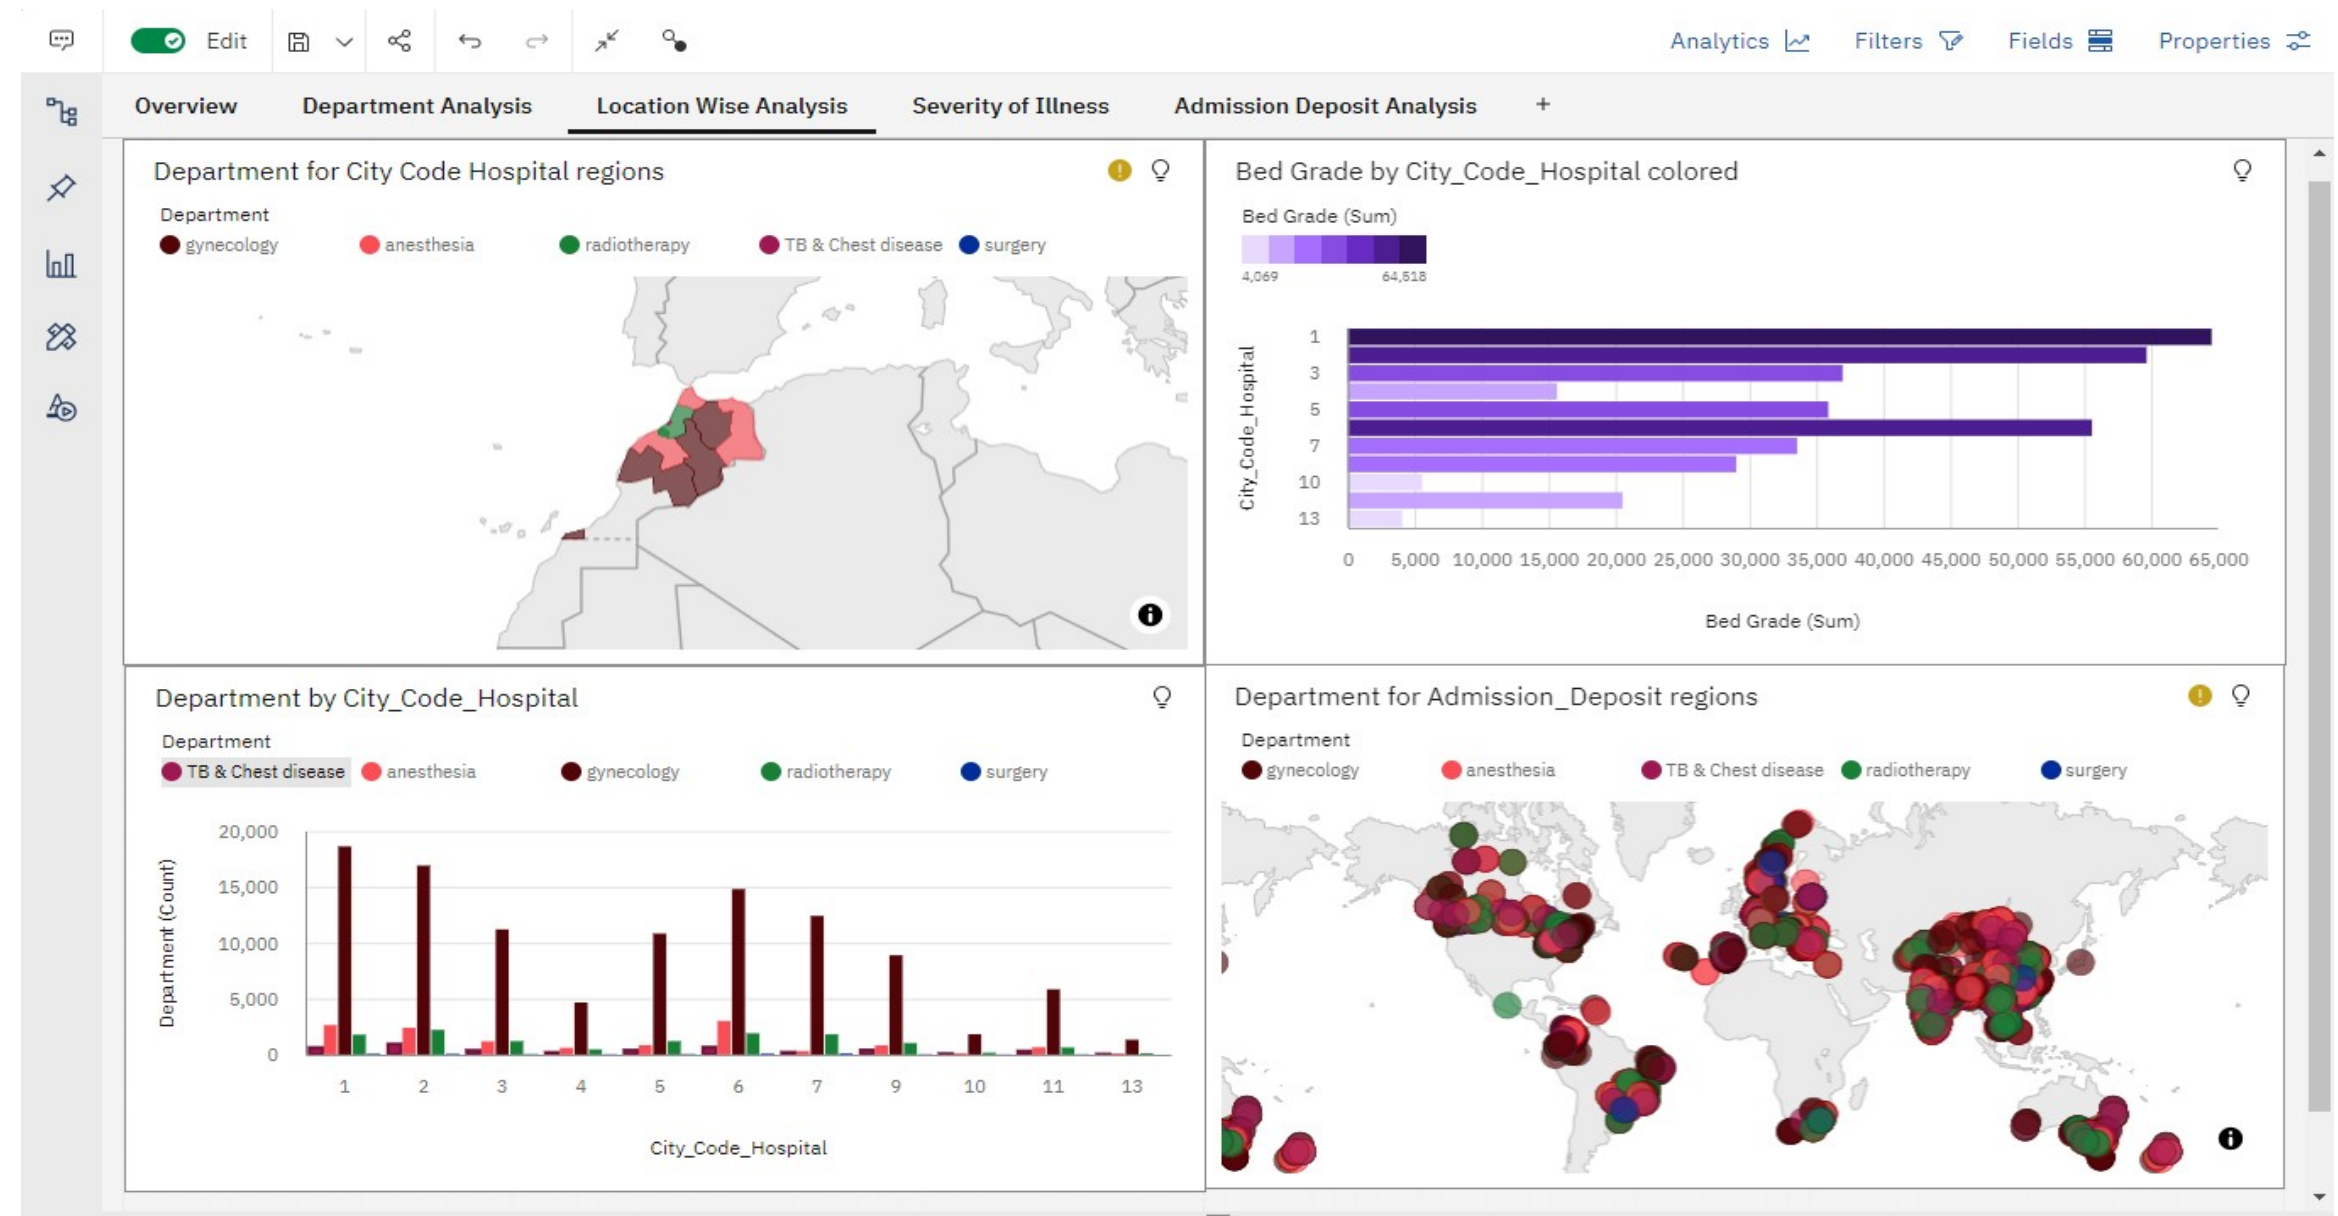 Edit
Analytics
Filters
Fields
Properties
Overview
Department Analysis
Location Wise Analysis
Severity of Illness
Admission Deposit Analysis
+
Department for City Code Hospital regions
Department
gynecology
anesthesia
radiotherapy
TB & Chest disease
surgery
Bed Grade by City_Code_Hospital colored
Bed Grade (Sum)
4,069
64,518
City_Code_Hospital
1
3
5
7
10
13
0
5,000
10,000
15,000
20,000
25,000
30,000
35,000
40,000
45,000
50,000
55,000
60,000
65,000
Bed Grade (Sum)
Department by City_Code_Hospital
Department
TB & Chest disease
anesthesia
gynecology
radiotherapy
surgery
Department (Count)
20,000
15,000
10,000
5,000
0
1
2
3
4
5
6
7
9
10
11
13
City_Code_Hospital
Department for Admission_Deposit regions
Department
gynecology
anesthesia
TB & Chest disease
radiotherapy
surgery